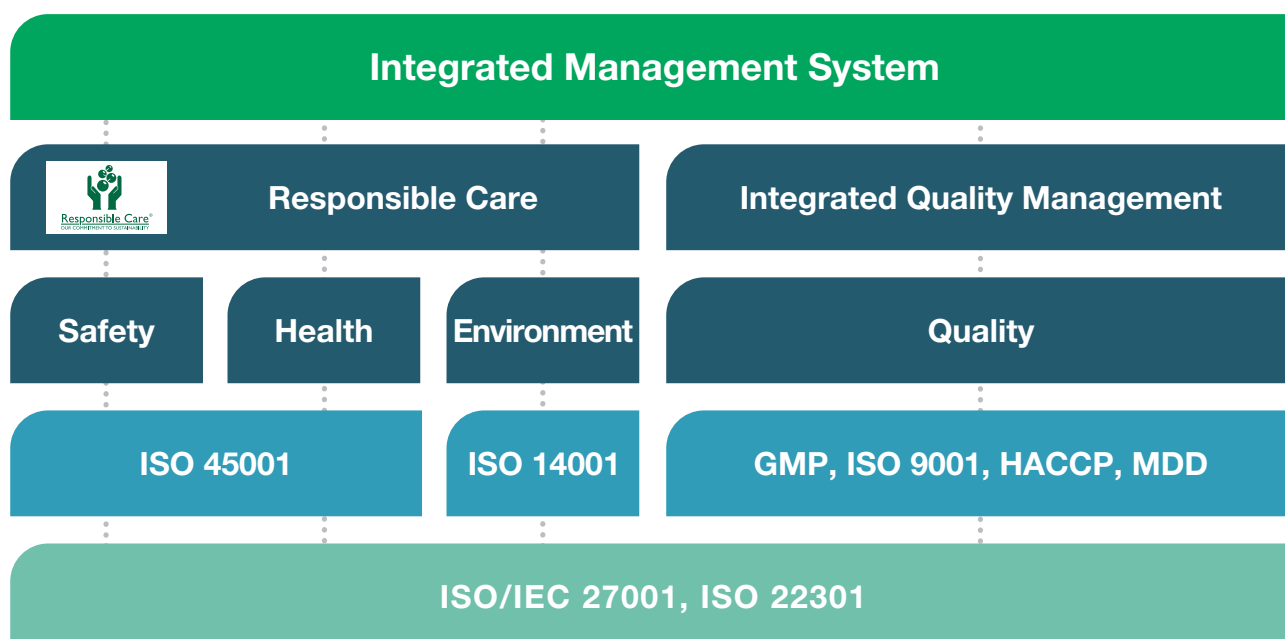 Integrated Management System
Responsible Care®
OUR COMMITMENT TO SUSTAINABILITY
Responsible Care
Integrated Quality Management
Safety
Health
Environment
Quality
ISO 45001
ISO 14001
GMP, ISO 9001, HACCP, MDD
ISO/IEC 27001, ISO 22301